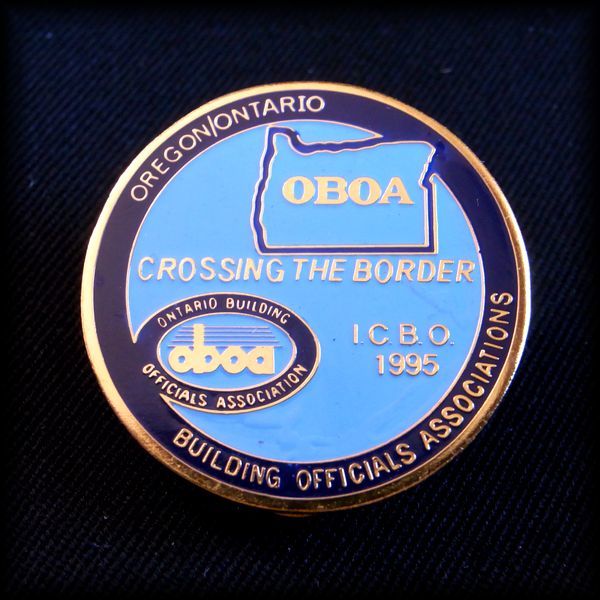 OREGON/ONTARIO
OBOA
CROSSING THE BORDER
ONTARIO BUILDING
oboa
OFFICIALS ASSOCIATION
I.C.B.O.
1995
BUILDING OFFICIALS ASSOCIATIONS